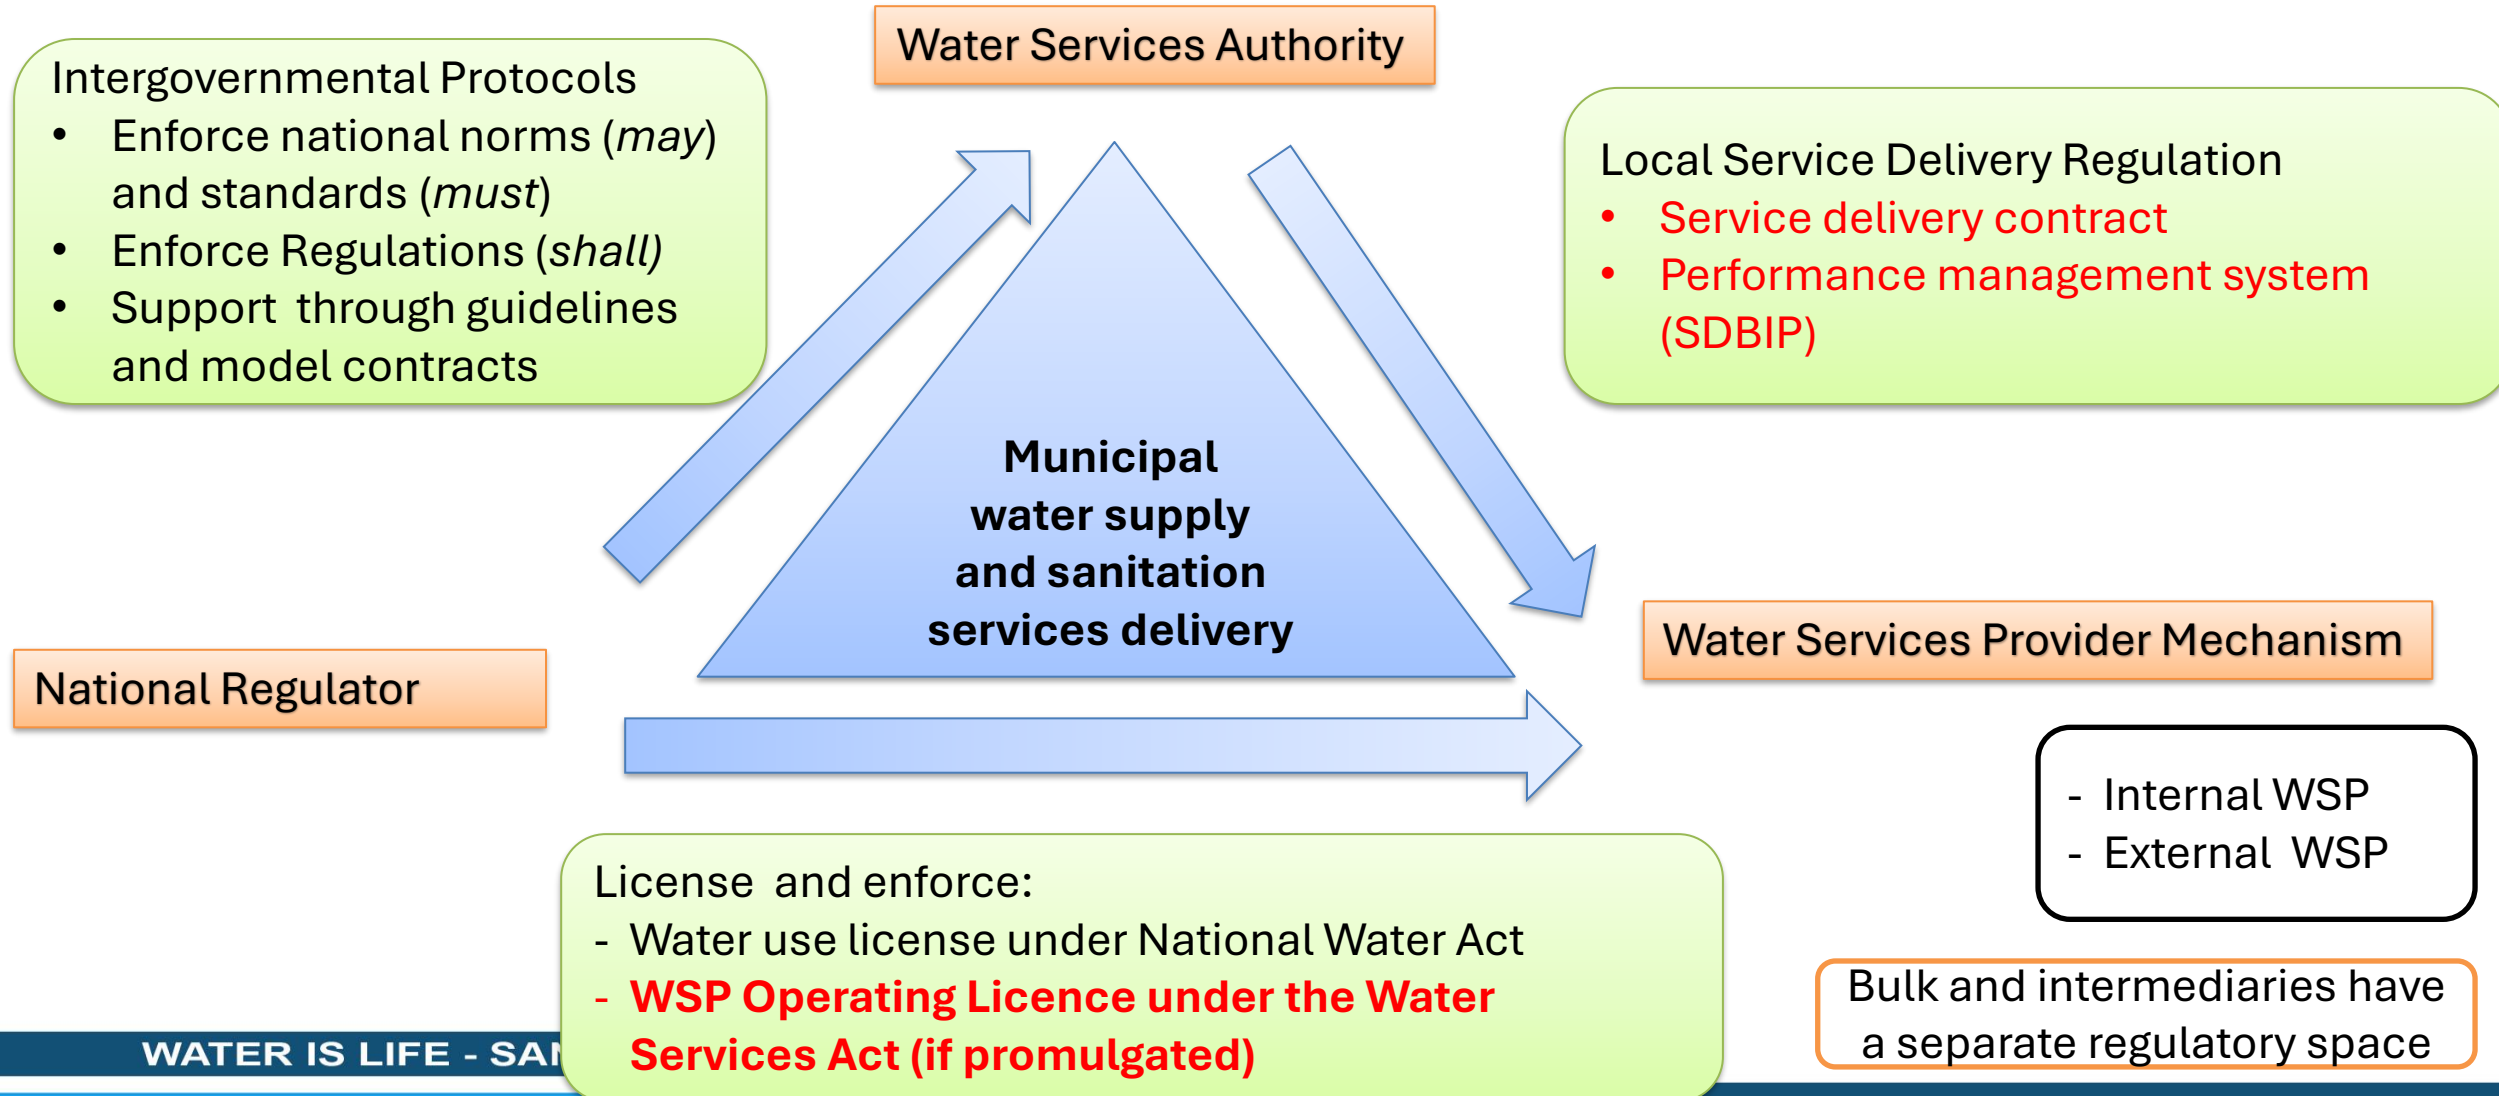 Water Services Authority
Intergovernmental Protocols
• Enforce national norms (may)
and standards (must)
• Enforce Regulations (shall)
• Support through guidelines
and model contracts
Local Service Delivery Regulation
• Service delivery contract
• Performance management system
(SDBIP)
Municipal
water supply
and sanitation
services delivery
National Regulator
Water Services Provider Mechanism
- Internal WSP
- External WSP
License and enforce:
- Water use license under National Water Act
- WSP Operating Licence under the Water
Services Act (if promulgated)
Bulk and intermediaries have
a separate regulatory space
WATER IS LIFE -